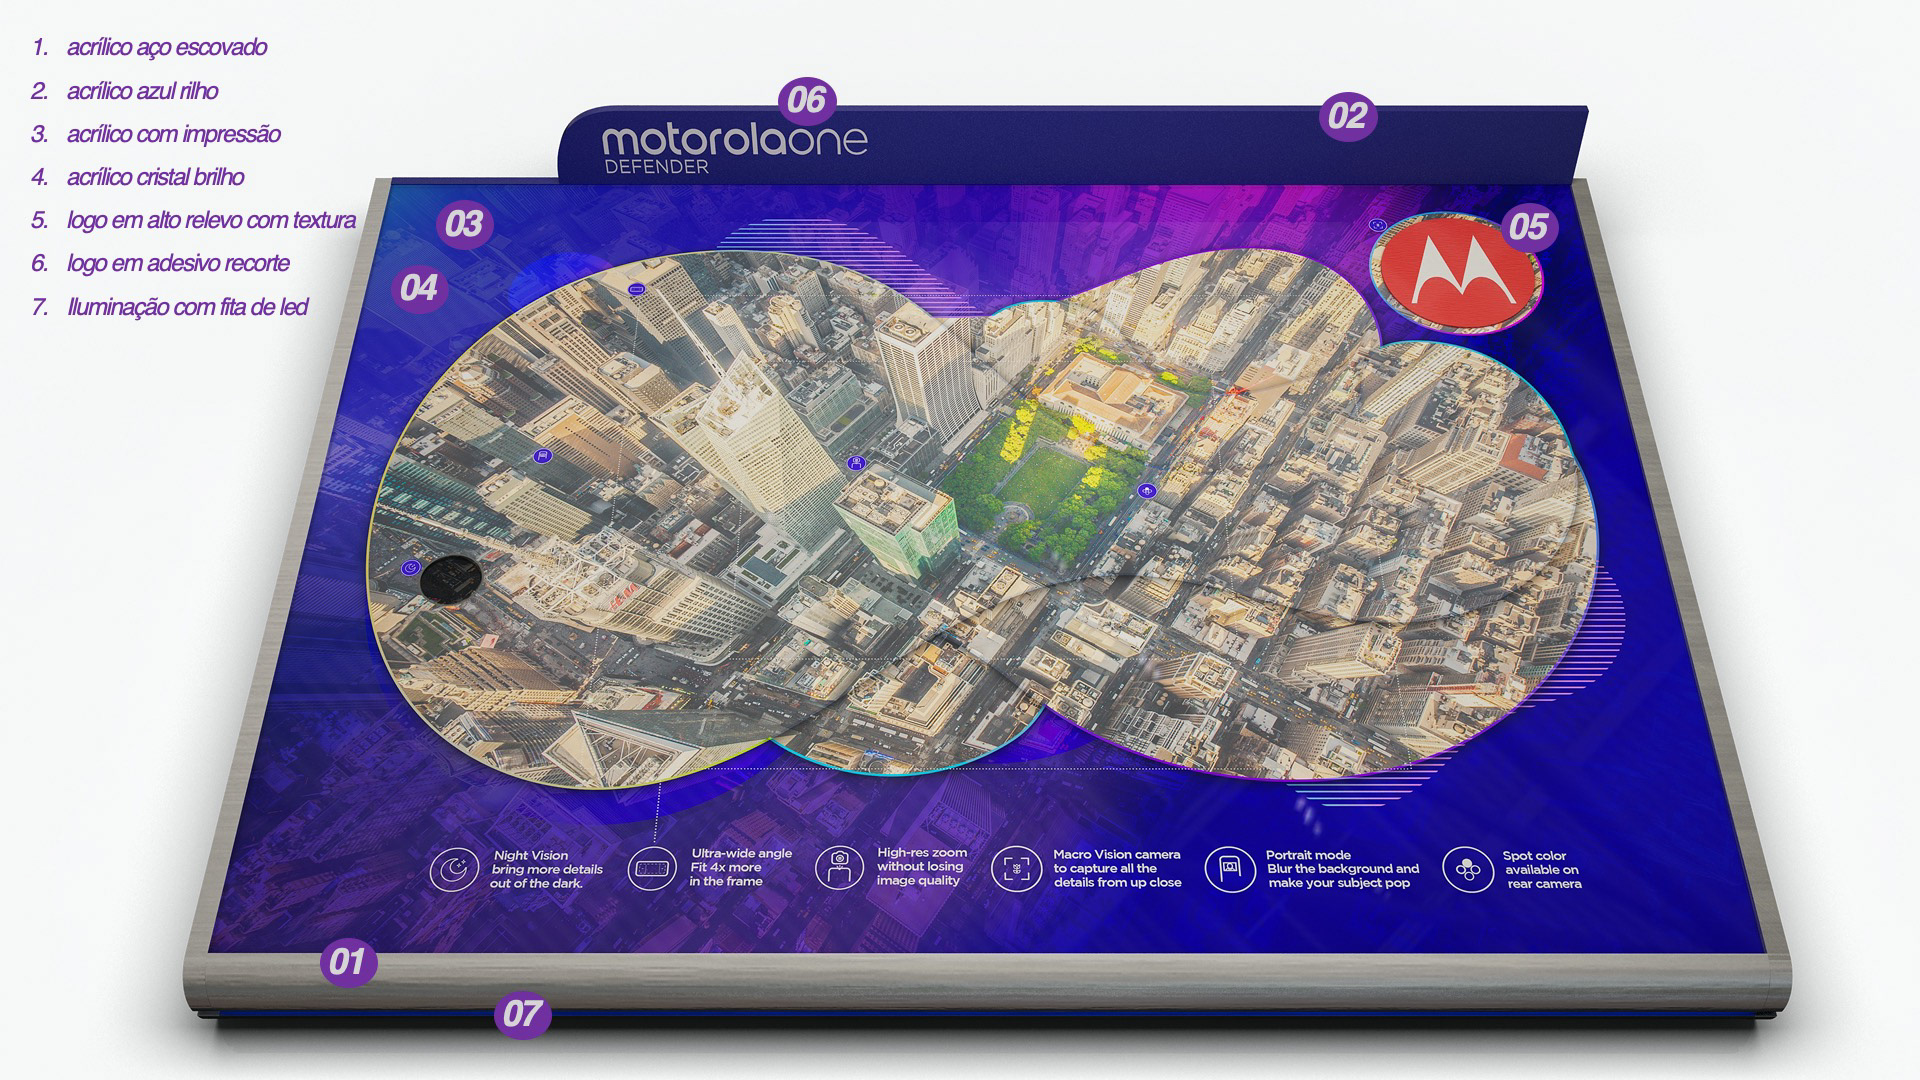 1. acrílico aço escovado
2. acrílico azul rilho
3. acrílico com impressão
4. acrílico cristal brilho
5. logo em alto relevo com textura
6. logo em adesivo recorte
7. Iluminação com fita de led
06
02
motorolaone
DEFENDER
03
05
04
Night Vision
bring more details
out of the dark.
Ultra-wide angle
Fit 4x more
in the frame
High-res zoom
without losing
image quality
Macro Vision camera
to capture all the
details from up close
Portrait mode
Blur the background and
make your subject pop
Spot color
available on
rear camera
01
07